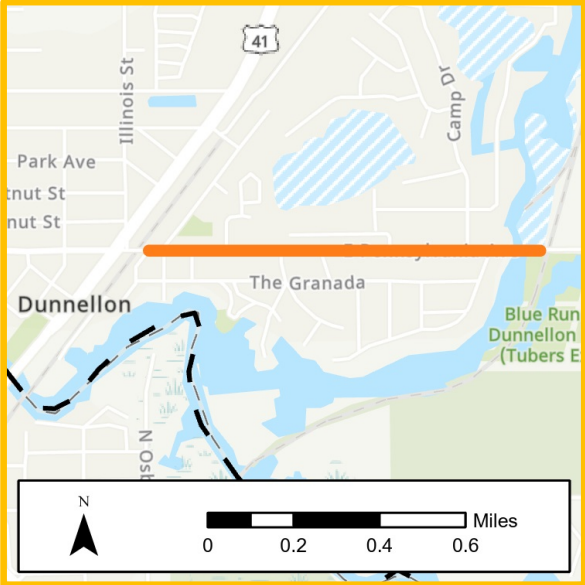 41
Illinois St
Camp Dr
Park Ave
tnut St
nut St
The Granada
Dunnellon
Blue Run
Dunnellon
(Tubers E
N Osb
N
Miles
0 0.2 0.4 0.6